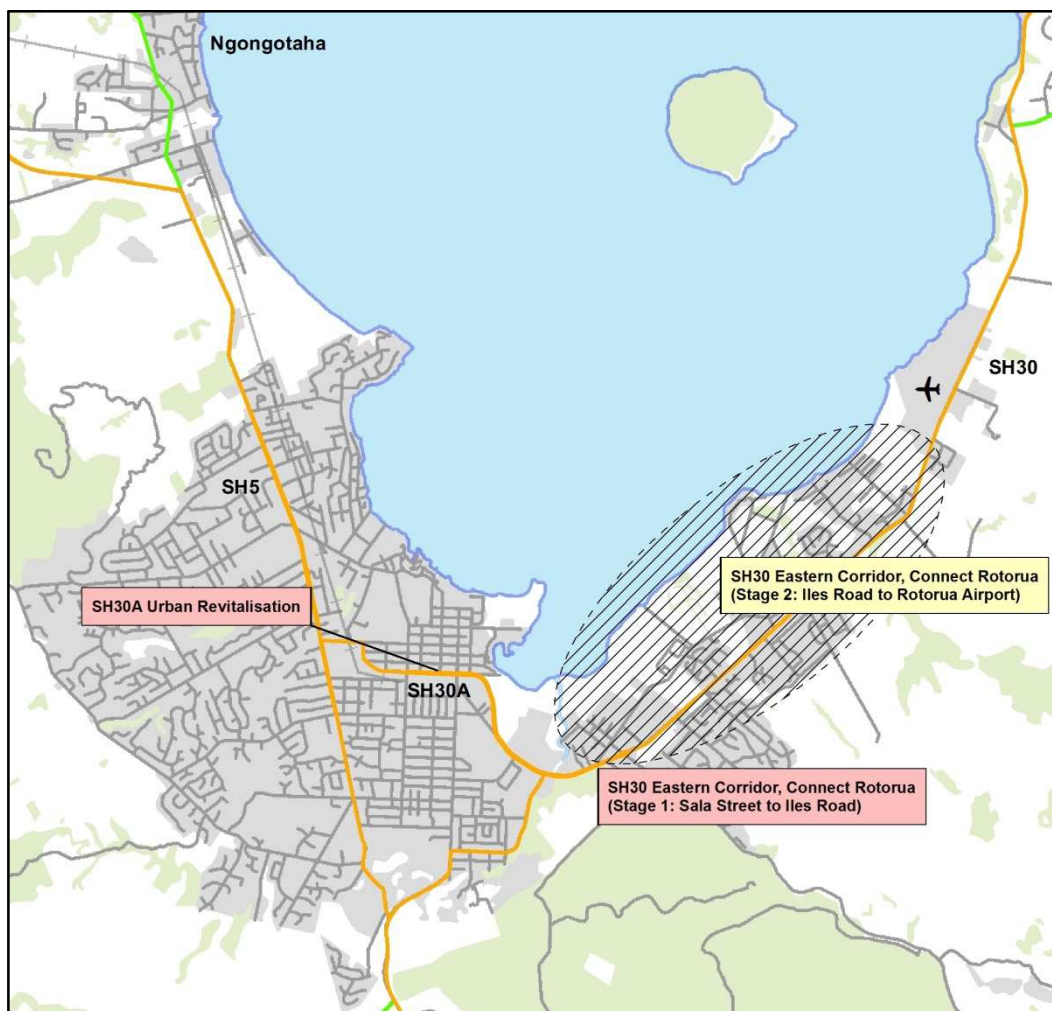 Ngongotaha
SH30
SH5
SH30 Eastern Corridor, Connect Rotorua
(Stage 2: Iles Road to Rotorua Airport)
SH30A Urban Revitalisation
SH30A
SH30 Eastern Corridor, Connect Rotorua
(Stage 1: Sala Street to Iles Road)